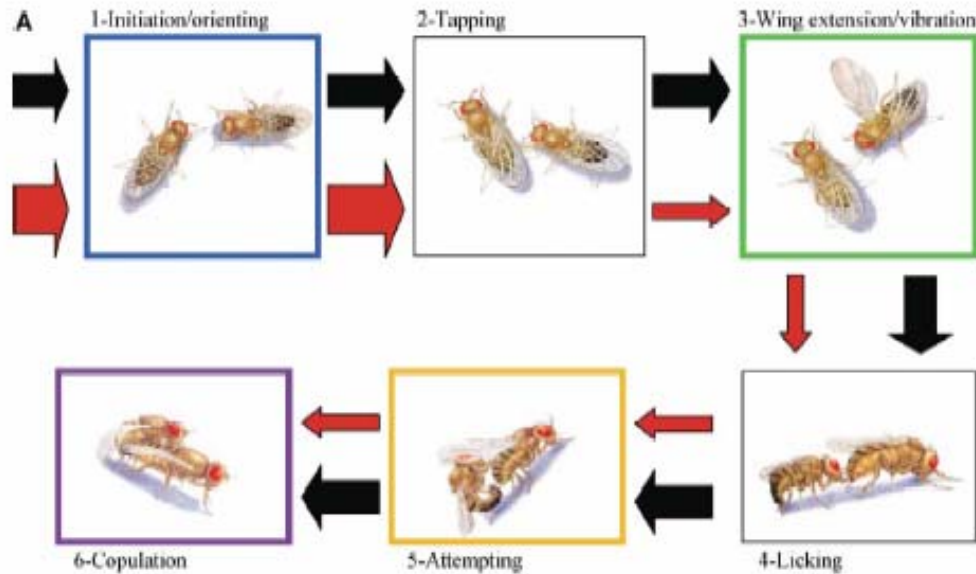 A
1-Initiation/orienting
2-Tapping
3-Wing extension/vibration
6-Copulation
5-Attempting
4-Licking